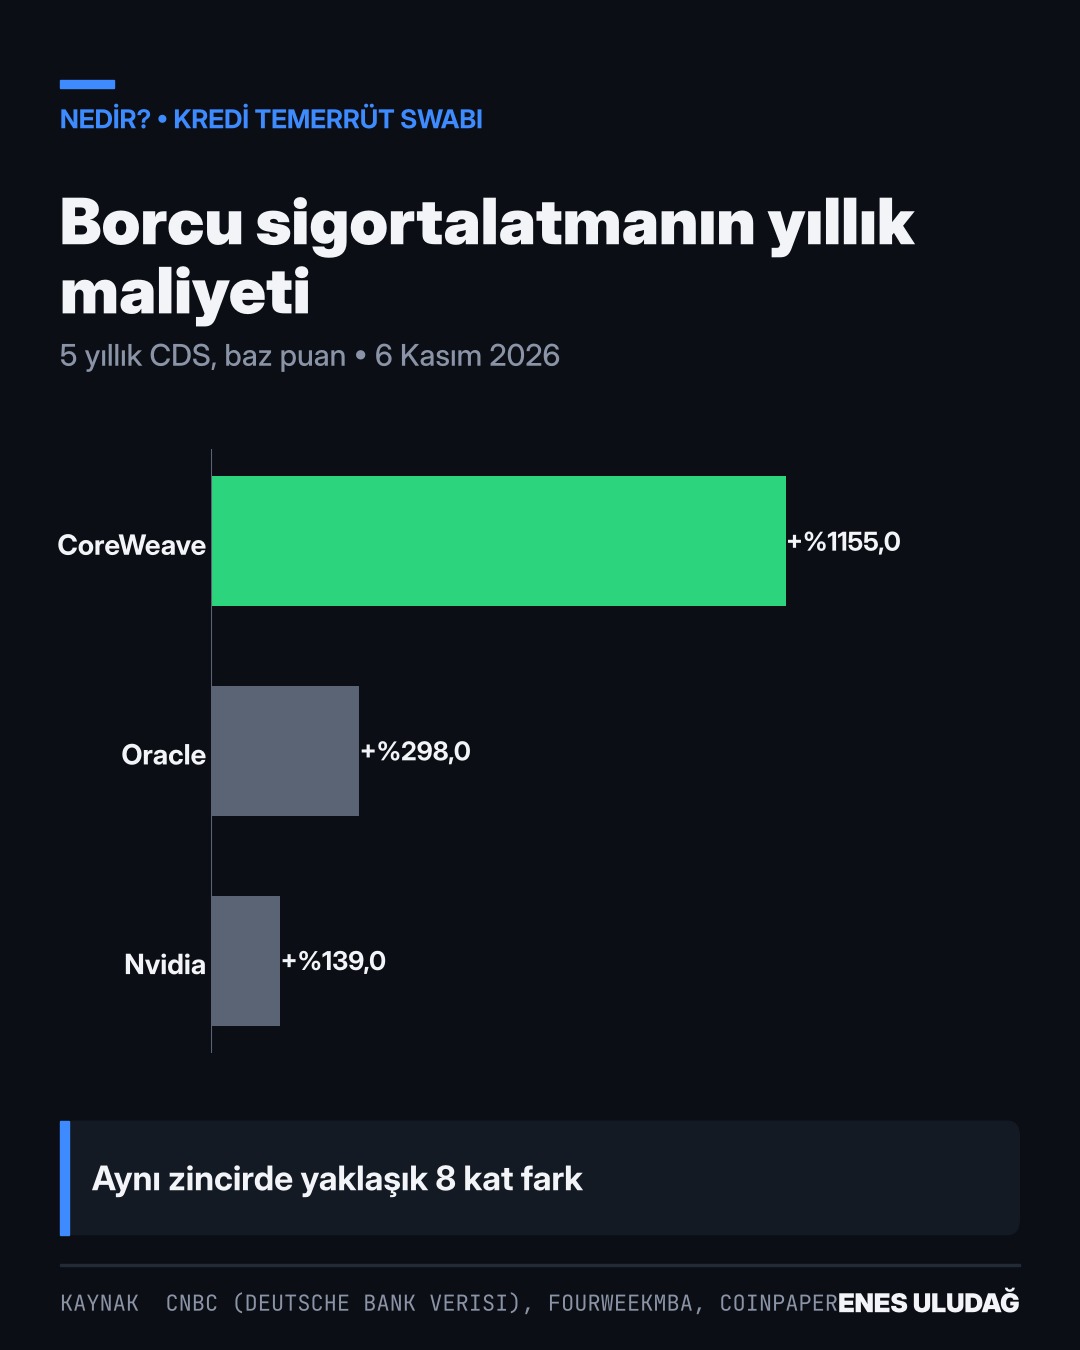 NEDİR? • KREDİ TEMERRÜT SWABI
Borcu sigortalatmanın yıllık
maliyeti
5 yıllık CDS, baz puan • 6 Kasım 2026
CoreWeave +%1155,0
Oracle +%298,0
Nvidia +%139,0
Aynı zincirde yaklaşık 8 kat fark
KAYNAK CNBC (DEUTSCHE BANK VERISI), FOURWEEKMBA, COINPAPER ENES ULUDAĞ